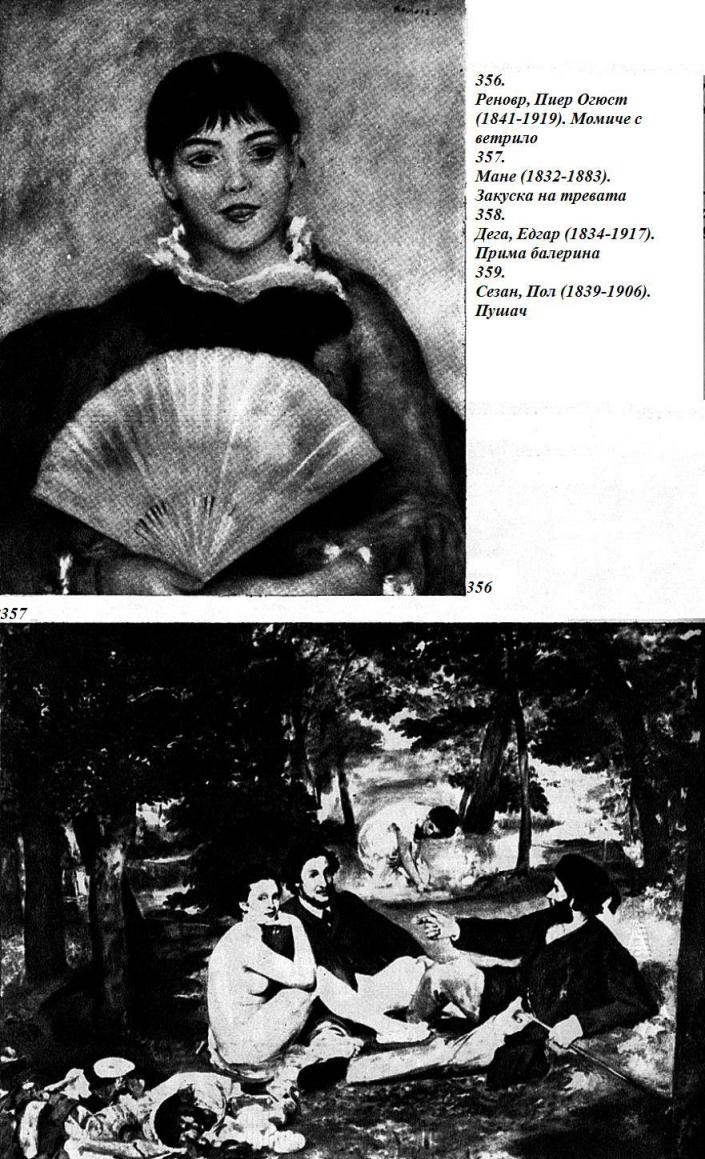 356.
Реновр, Пиер Огюст
(1841-1919). Момиче с
ветрило
357.
Мане (1832-1883).
Закуска на тревата
358.
Дега, Едгар (1834-1917).
Прима балерина
359.
Сезан, Пол (1839-1906).
Пушач
356
357